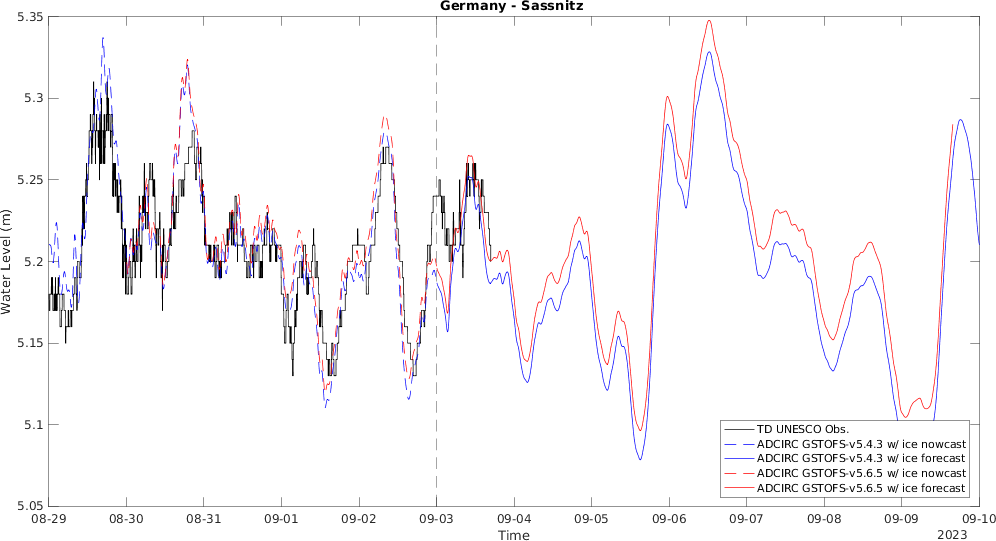 Germany - Sassnitz
Water Level (m)
5.35
5.3
5.25
5.2
5.15
5.1
5.05
TD UNESCO Obs.
ADCIRC GSTOFS-v5.4.3 w/ ice nowcast
ADCIRC GSTOFS-v5.4.3 w/ ice forecast
ADCIRC GSTOFS-v5.6.5 w/ ice nowcast
ADCIRC GSTOFS-v5.6.5 w/ ice forecast
08-29 08-30 08-31 09-01 09-02 09-03 09-04 09-05 09-06 09-07 09-08 09-09 09-10
Time
2023